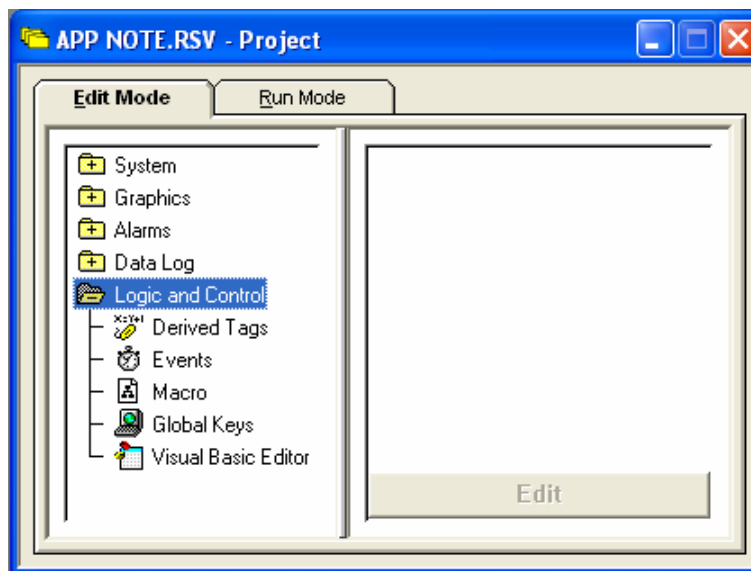 APP NOTE.RSV - Project
Edit Mode
Run Mode
System
Graphics
Alarms
Data Log
Logic and Control
X=Y+1
Derived Tags
Events
Macro
Global Keys
Visual Basic Editor
Edit